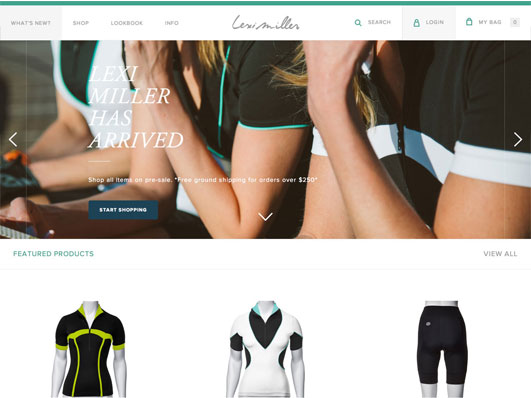 WHAT'S NEW?
SHOP
LOOKBOOK
INFO
Lexi miller
SEARCH
LOGIN
MY BAG
0
LEXI
MILLER
HAS
ARRIVED
Shop all items on pre-sale. *Free ground shipping for orders over $250*
START SHOPPING
FEATURED PRODUCTS
VIEW ALL